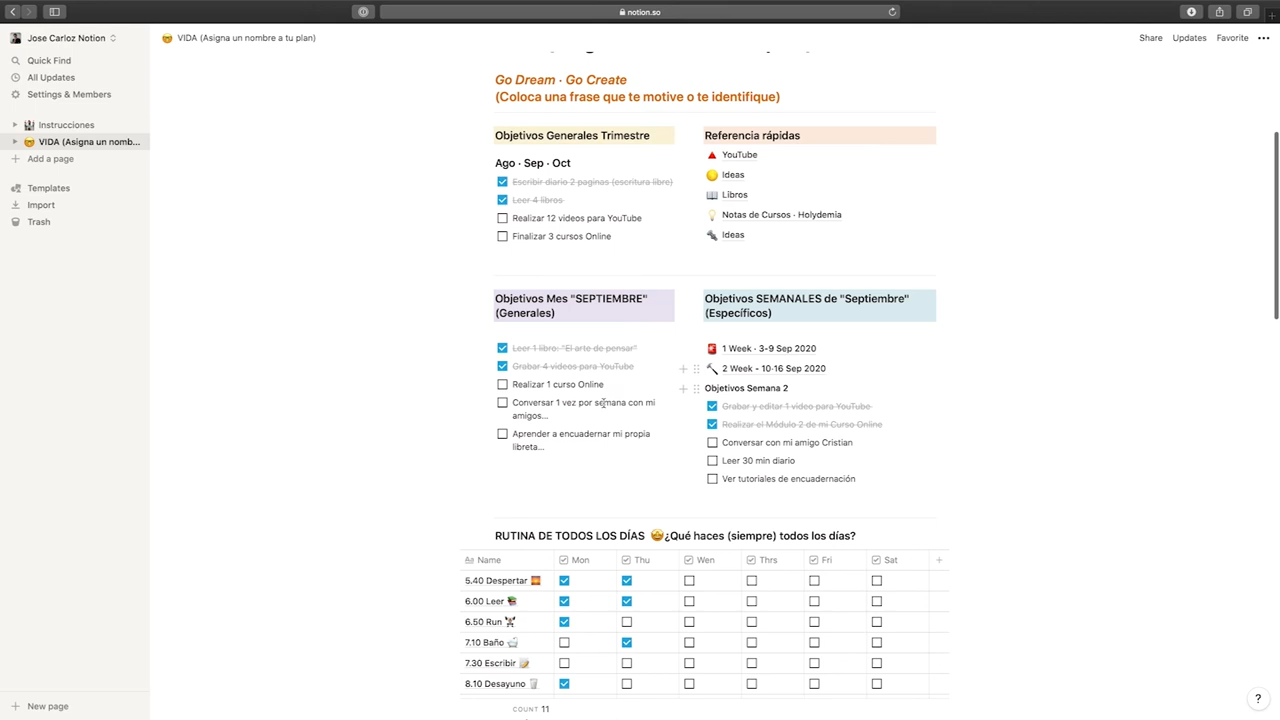 notion.so
Jose Carloz Notion
Quick Find
All Updates
Settings & Members
Instrucciones
VIDA (Asigna un nomb...
Add a page
Templates
Import
Trash
New page
VIDA (Asigna un nombre a tu plan)
Share Updates Favorite
Go Dream · Go Create
(Coloca una frase que te motive o te identifique)
Objetivos Generales Trimestre
Ago · Sep · Oct
Escribir diario 2 paginas (escritura libre)
Leer 4 libros
Realizar 12 videos para YouTube
Finalizar 3 cursos Online
Referencia rápidas
YouTube
Ideas
Libros
Notas de Cursos · Holydemia
Ideas
Objetivos Mes "SEPTIEMBRE"
(Generales)
Leer 1 libro: "El arte de pensar"
Grabar 4 videos para YouTube
Realizar 1 curso Online
Conversar 1 vez por semana con mi
amigos...
Aprender a encuadernar mi propia
libreta...
Objetivos SEMANALES de "Septiembre"
(Específicos)
1 Week · 3-9 Sep 2020
2 Week - 10·16 Sep 2020
Objetivos Semana 2
Grabar y editar 1 video para YouTube
Realizar el Módulo 2 de mi Curso Online
Conversar con mi amigo Cristian
Leer 30 min diario
Ver tutoriales de encuadernación
RUTINA DE TODOS LOS DÍAS 🤩¿Qué haces (siempre) todos los días?
Aa Name Mon Thu Wen Thrs Fri Sat
5.40 Despertar
6.00 Leer
6.50 Run
7.10 Baño
7.30 Escribir
8.10 Desayuno
COUNT 11
?